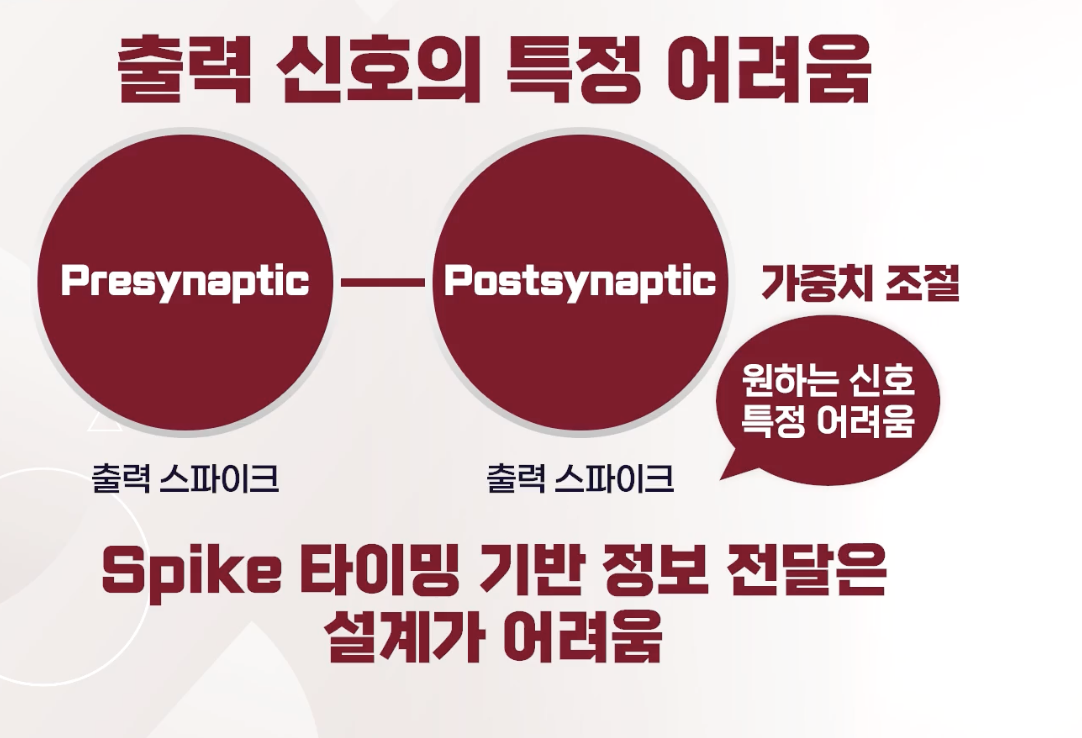 출력 신호의 특정 어려움
Presynaptic
Postsynaptic
가중치 조절
원하는 신호
특정 어려움
출력 스파이크
출력 스파이크
Spike 타이밍 기반 정보 전달은
설계가 어려움